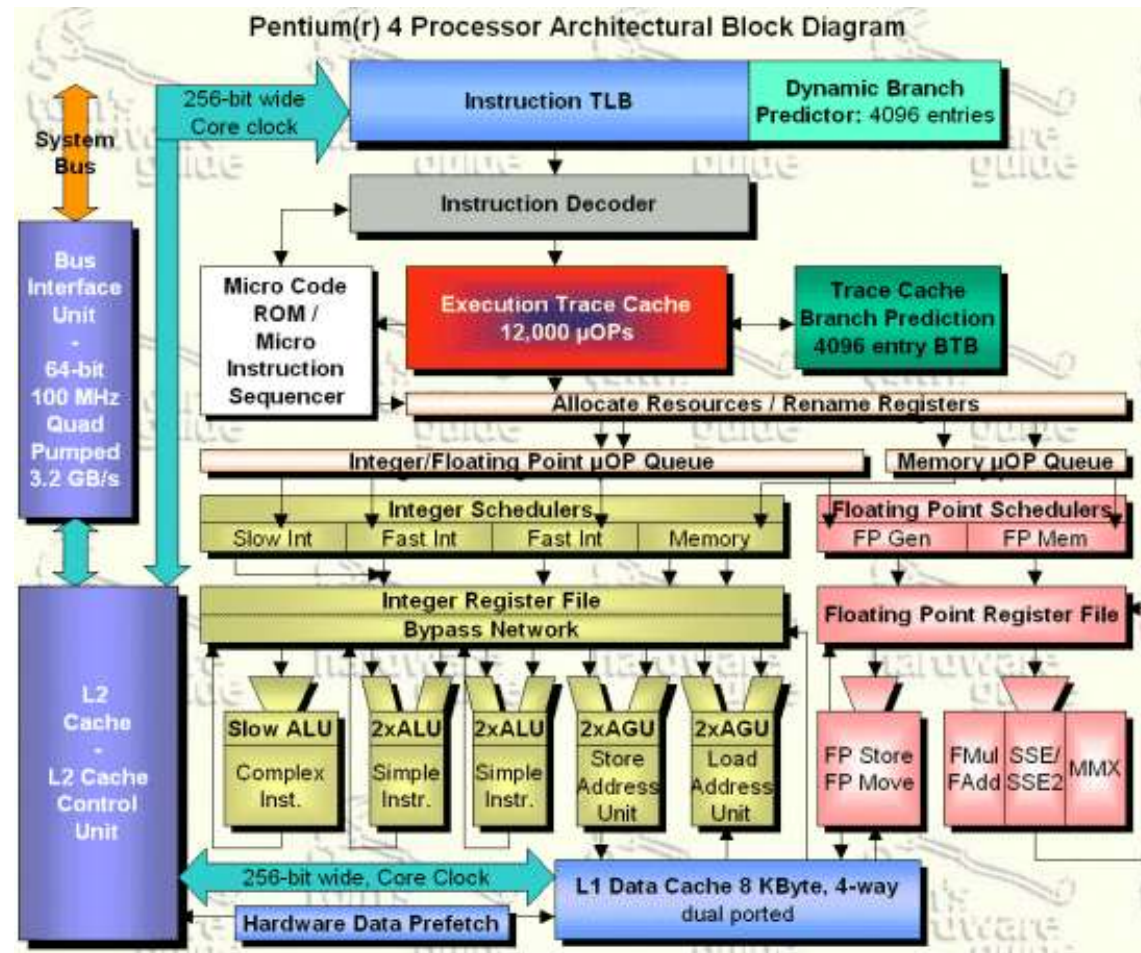 Pentium(r) 4 Processor Architectural Block Diagram
256-bit wide
Core clock
Instruction TLB
Dynamic Branch
Predictor: 4096 entries
System
Bus
Instruction Decoder
Bus
Interface
Unit
-
64-bit
100 MHz
Quad
Pumped
3.2 GB/s
Micro Code
ROM /
Micro
Instruction
Sequencer
Execution Trace Cache
12,000 µOPs
Trace Cache
Branch Prediction
4096 entry BTB
Allocate Resources / Rename Registers
Integer/Floating Point µOP Queue
Memory µOP Queue
Integer Schedulers
Slow Int
Fast Int
Fast Int
Memory
Floating Point Schedulers
FP Gen
FP Mem
Integer Register File
Bypass Network
Floating Point Register File
L2
Cache
-
L2 Cache
Control
Unit
Slow ALU
Complex
Inst.
2xALU
Simple
Instr.
2xALU
Simple
Instr.
2xAGU
Store
Address
Unit
2xAGU
Load
Address
Unit
FP Store
FP Move
FMul
FAdd
SSE/
SSE2
MMX
256-bit wide, Core Clock
Hardware Data Prefetch
L1 Data Cache 8 KByte, 4-way
dual ported